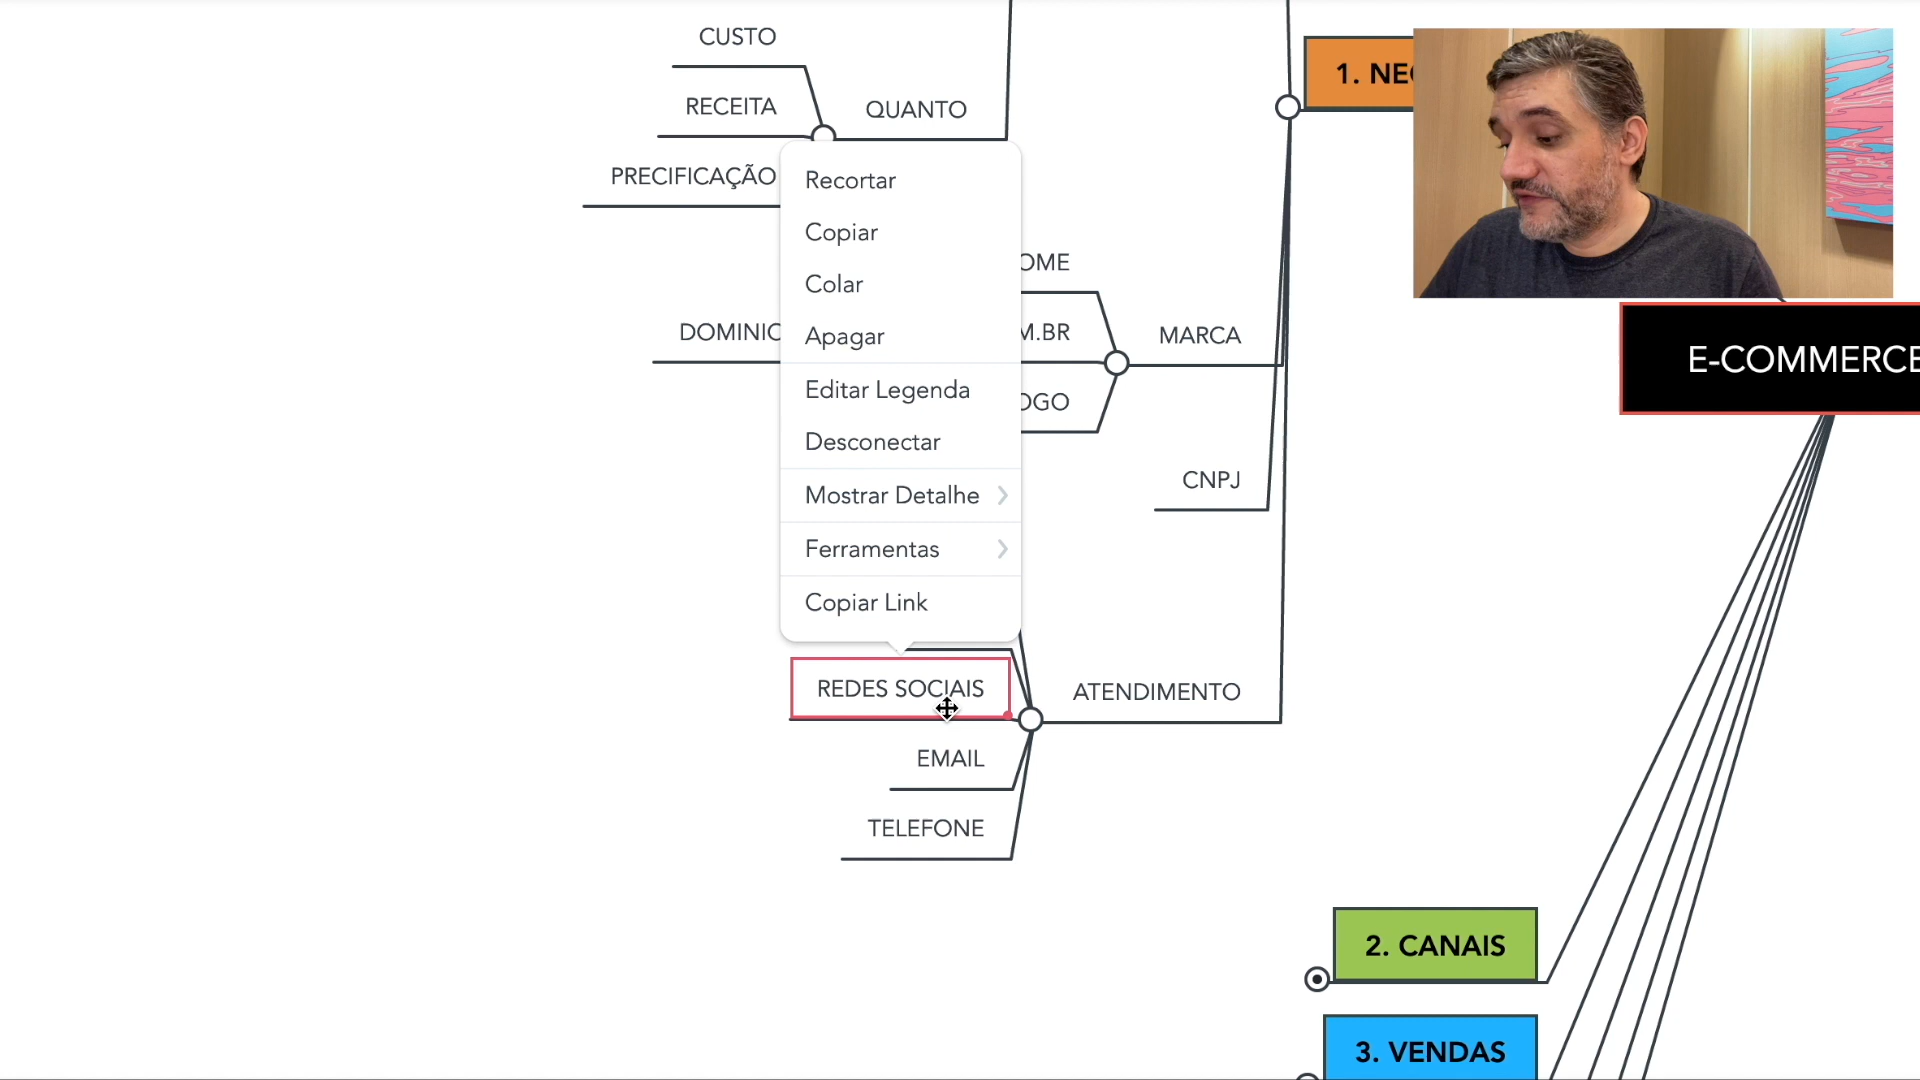 CUSTO
RECEITA
QUANTO
PRECIFICAÇÃO
1. NE
Recortar
Copiar
Colar
Apagar
Editar Legenda
Desconectar
Mostrar Detalhe
Ferramentas
Copiar Link
OME
DOMINIO
M.BR
MARCA
OGO
CNPJ
E-COMMERCE
REDES SOCIAIS
ATENDIMENTO
EMAIL
TELEFONE
2. CANAIS
3. VENDAS